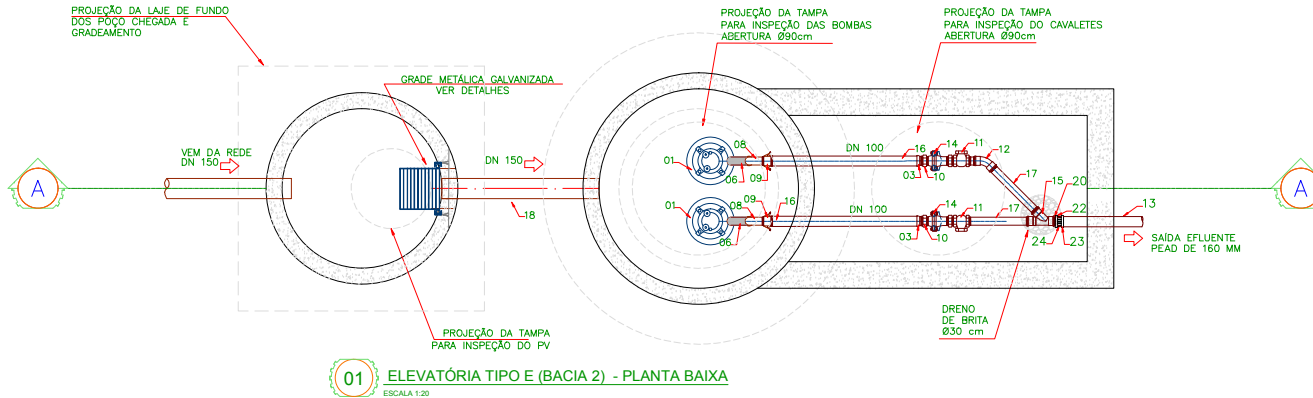 PROJEÇÃO DA LAJE DE FUNDO
DOS POÇO CHEGADA E
GRADEAMENTO
PROJEÇÃO DA TAMPA
PARA INSPEÇÃO DAS BOMBAS
ABERTURA Ø90cm
PROJEÇÃO DA TAMPA
PARA INSPEÇÃO DO CAVALETES
ABERTURA Ø90cm
GRADE METÁLICA GALVANIZADA
VER DETALHES
VEM DA REDE
DN 150
DN 150
A
A
01
08
06
09
DN 100
16
03
14
10
11
12
17
15
20
22
13
01
08
06
09
16
DN 100
03
14
10
11
17
24
23
18
SAÍDA EFLUENTE
PEAD DE 160 MM
DRENO
DE BRITA
Ø30 cm
PROJEÇÃO DA TAMPA
PARA INSPEÇÃO DO PV
01
ELEVATÓRIA TIPO E (BACIA 2) - PLANTA BAIXA
ESCALA 1:20